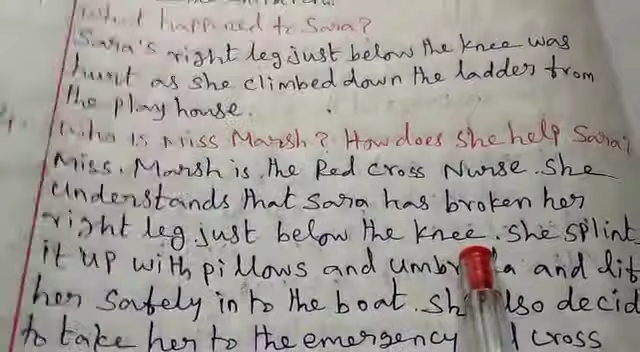 What happened to Sara?
Sara's right leg just below the knee was
hurt as she climbed down the ladder from
the play house.
Who is Miss Marsh? How does she help Sara?
Miss. Marsh is the Red Cross Nurse. She
understands that Sara has broken her
right leg just below the knee. She splint
it up with pillows and and lift
her safely in to the boat. She also decid
to take her to the emergency cross